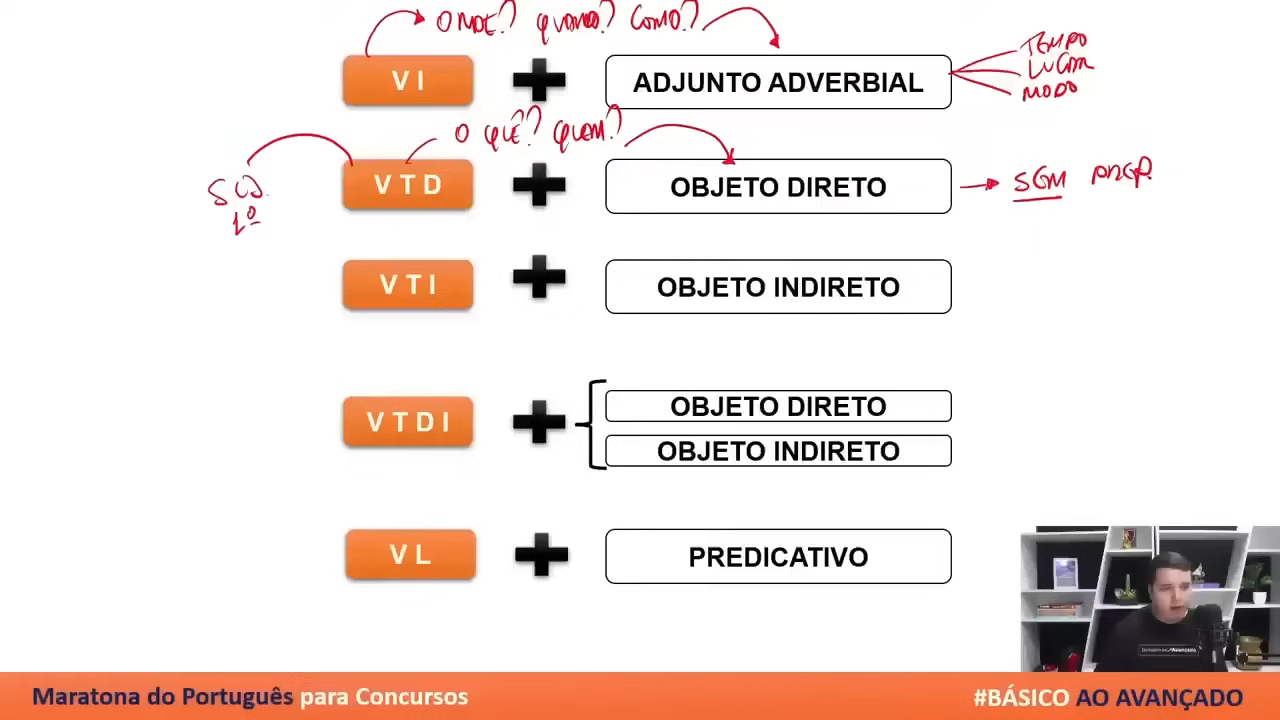 ONDE? QUANDO? COMO?
VI ADJUNTO ADVERBIAL
TEMPO
LUGAR
MODO
O QUÊ? QUEM?
SUJ. VTD OBJETO DIRETO SEM PREP.
1º
VTI OBJETO INDIRETO
VTDI OBJETO DIRETO
OBJETO INDIRETO
VL PREDICATIVO
Maratona do Português para Concursos #BÁSICO AO AVANÇADO